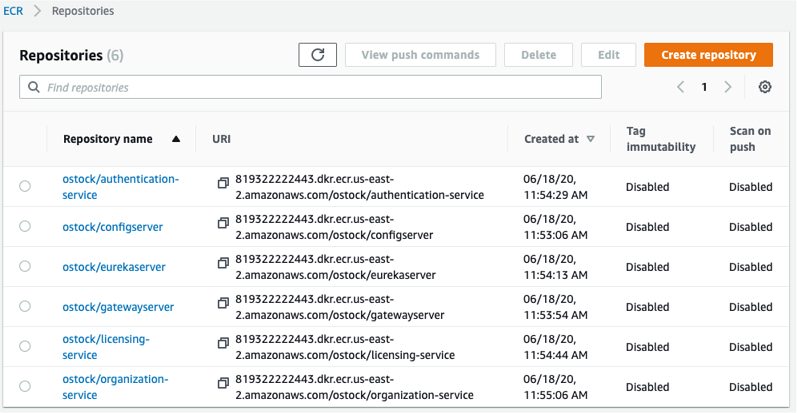 ECR > Repositories
Repositories (6)
View push commands
Delete
Edit
Create repository
Find repositories
1
Repository name
URI
Created at
Tag immutability
Scan on push
ostock/authentication-
service
819322222443.dkr.ecr.us-east-
2.amazonaws.com/ostock/authentication-service
06/18/20,
11:54:29 AM
Disabled
Disabled
ostock/configserver
819322222443.dkr.ecr.us-east-
2.amazonaws.com/ostock/configserver
06/18/20,
11:53:06 AM
Disabled
Disabled
ostock/eurekaserver
819322222443.dkr.ecr.us-east-
2.amazonaws.com/ostock/eurekaserver
06/18/20,
11:54:13 AM
Disabled
Disabled
ostock/gatewayserver
819322222443.dkr.ecr.us-east-
2.amazonaws.com/ostock/gatewayserver
06/18/20,
11:53:54 AM
Disabled
Disabled
ostock/licensing-
service
819322222443.dkr.ecr.us-east-
2.amazonaws.com/ostock/licensing-service
06/18/20,
11:54:44 AM
Disabled
Disabled
ostock/organization-
service
819322222443.dkr.ecr.us-east-
2.amazonaws.com/ostock/organization-service
06/18/20,
11:55:06 AM
Disabled
Disabled